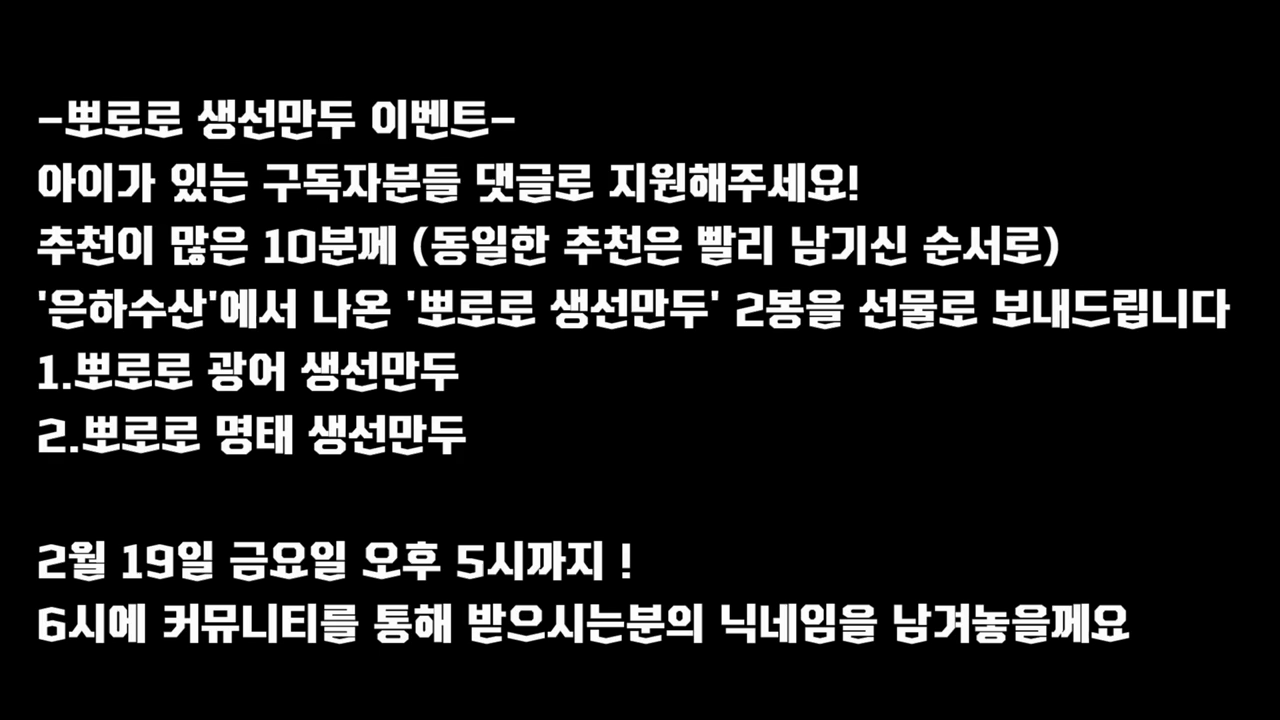 -뽀로로 생선만두 이벤트-
아이가 있는 구독자분들 댓글로 지원해주세요!
추천이 많은 10분께 (동일한 추천은 빨리 남기신 순서로)
'은하수산'에서 나온 '뽀로로 생선만두' 2봉을 선물로 보내드립니다
1.뽀로로 광어 생선만두
2.뽀로로 명태 생선만두
2월 19일 금요일 오후 5시까지 !
6시에 커뮤니티를 통해 받으시는분의 닉네임을 남겨놓을께요